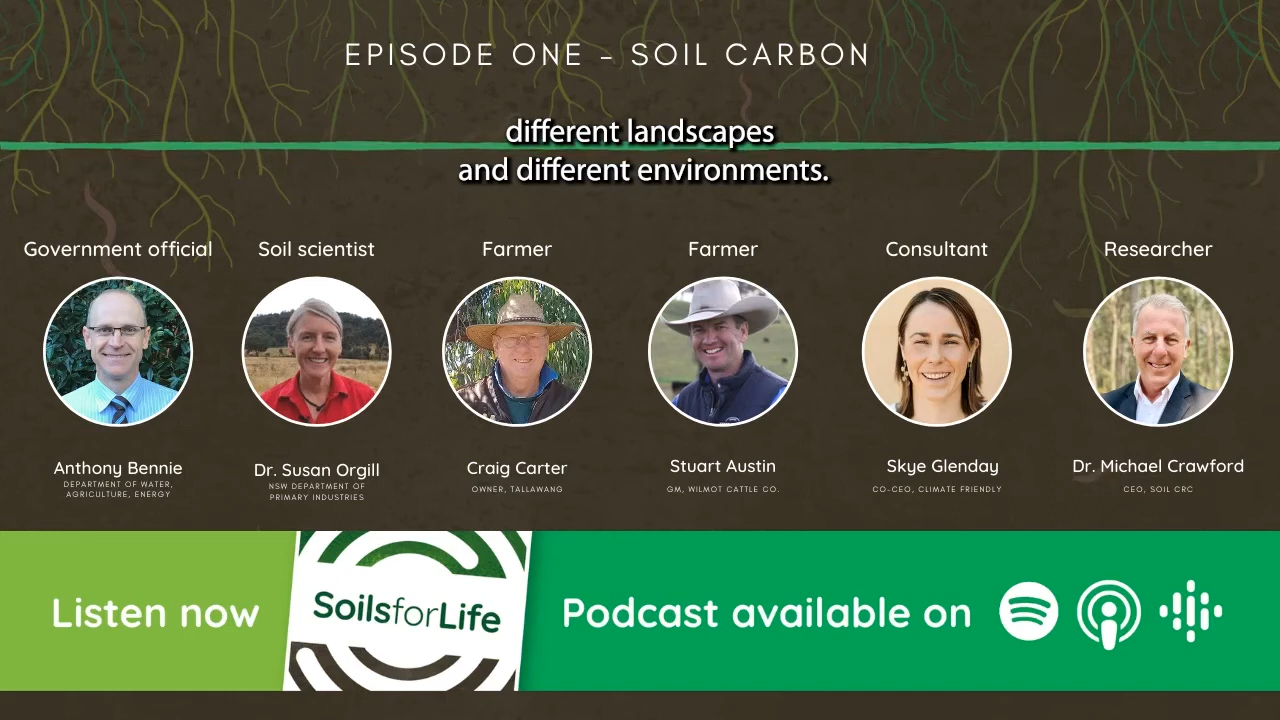 EPISODE ONE – SOIL CARBON
different landscapes
and different environments.
Government official
Soil scientist
Farmer
Farmer
Consultant
Researcher
Anthony Bennie
DEPARTMENT OF WATER,
AGRICULTURE, ENERGY
Dr. Susan Orgill
NSW DEPARTMENT OF
PRIMARY INDUSTRIES
Craig Carter
OWNER, TALLAWANG
Stuart Austin
GM, WILMOT CATTLE CO.
Skye Glenday
CO-CEO, CLIMATE FRIENDLY
Dr. Michael Crawford
CEO, SOIL CRC
Listen now
SoilsforLife
Podcast available on